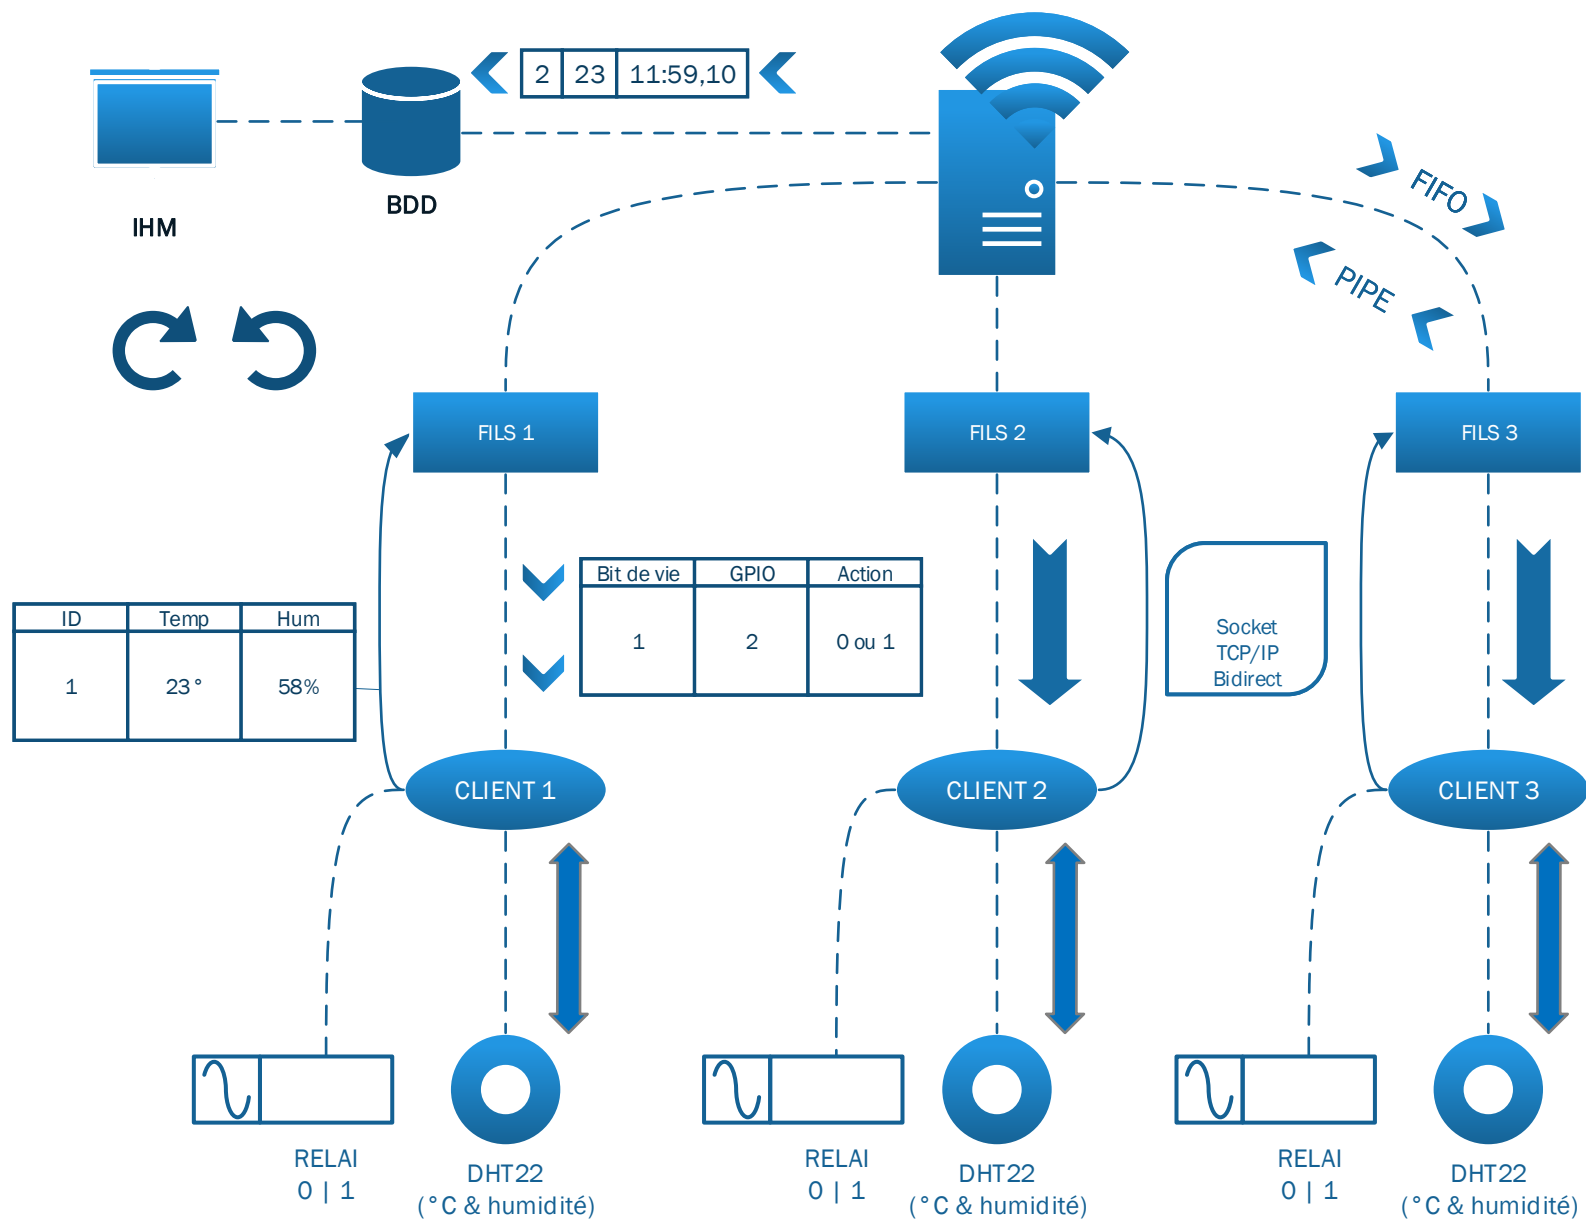 2 23 11:59,10
IHM
BDD
FIFO
PIPE
FILS 1
FILS 2
FILS 3
Bit de vie GPIO Action
1 2 0 ou 1
ID Temp Hum
1 23° 58%
Socket
TCP/IP
Bidirect
CLIENT 1
CLIENT 2
CLIENT 3
RELAI
0 | 1
DHT22
(°C & humidité)
RELAI
0 | 1
DHT22
(°C & humidité)
RELAI
0 | 1
DHT22
(°C & humidité)